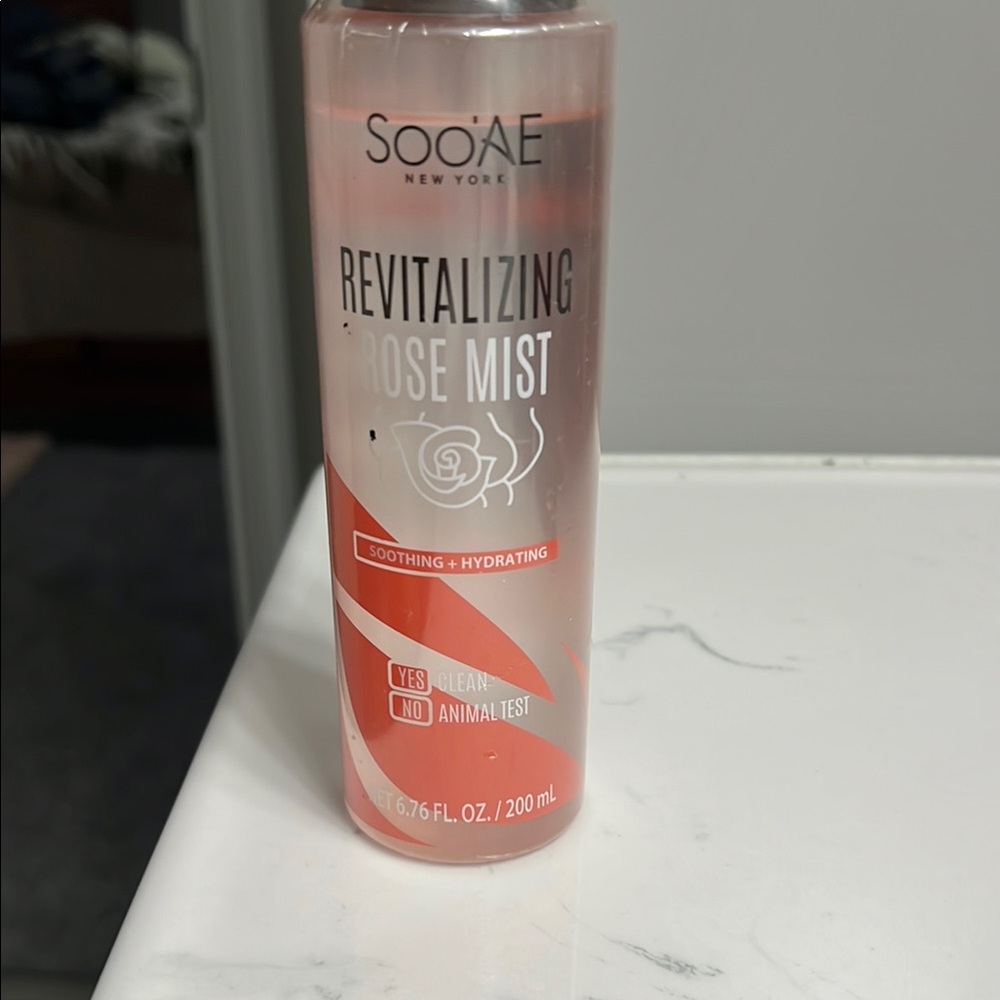 Soo'AE
NEW YORK
REVITALIZING
ROSE MIST
SOOTHING + HYDRATING
YES CLEAN
NO ANIMAL TEST
NET 6.76 FL. OZ. / 200 mL